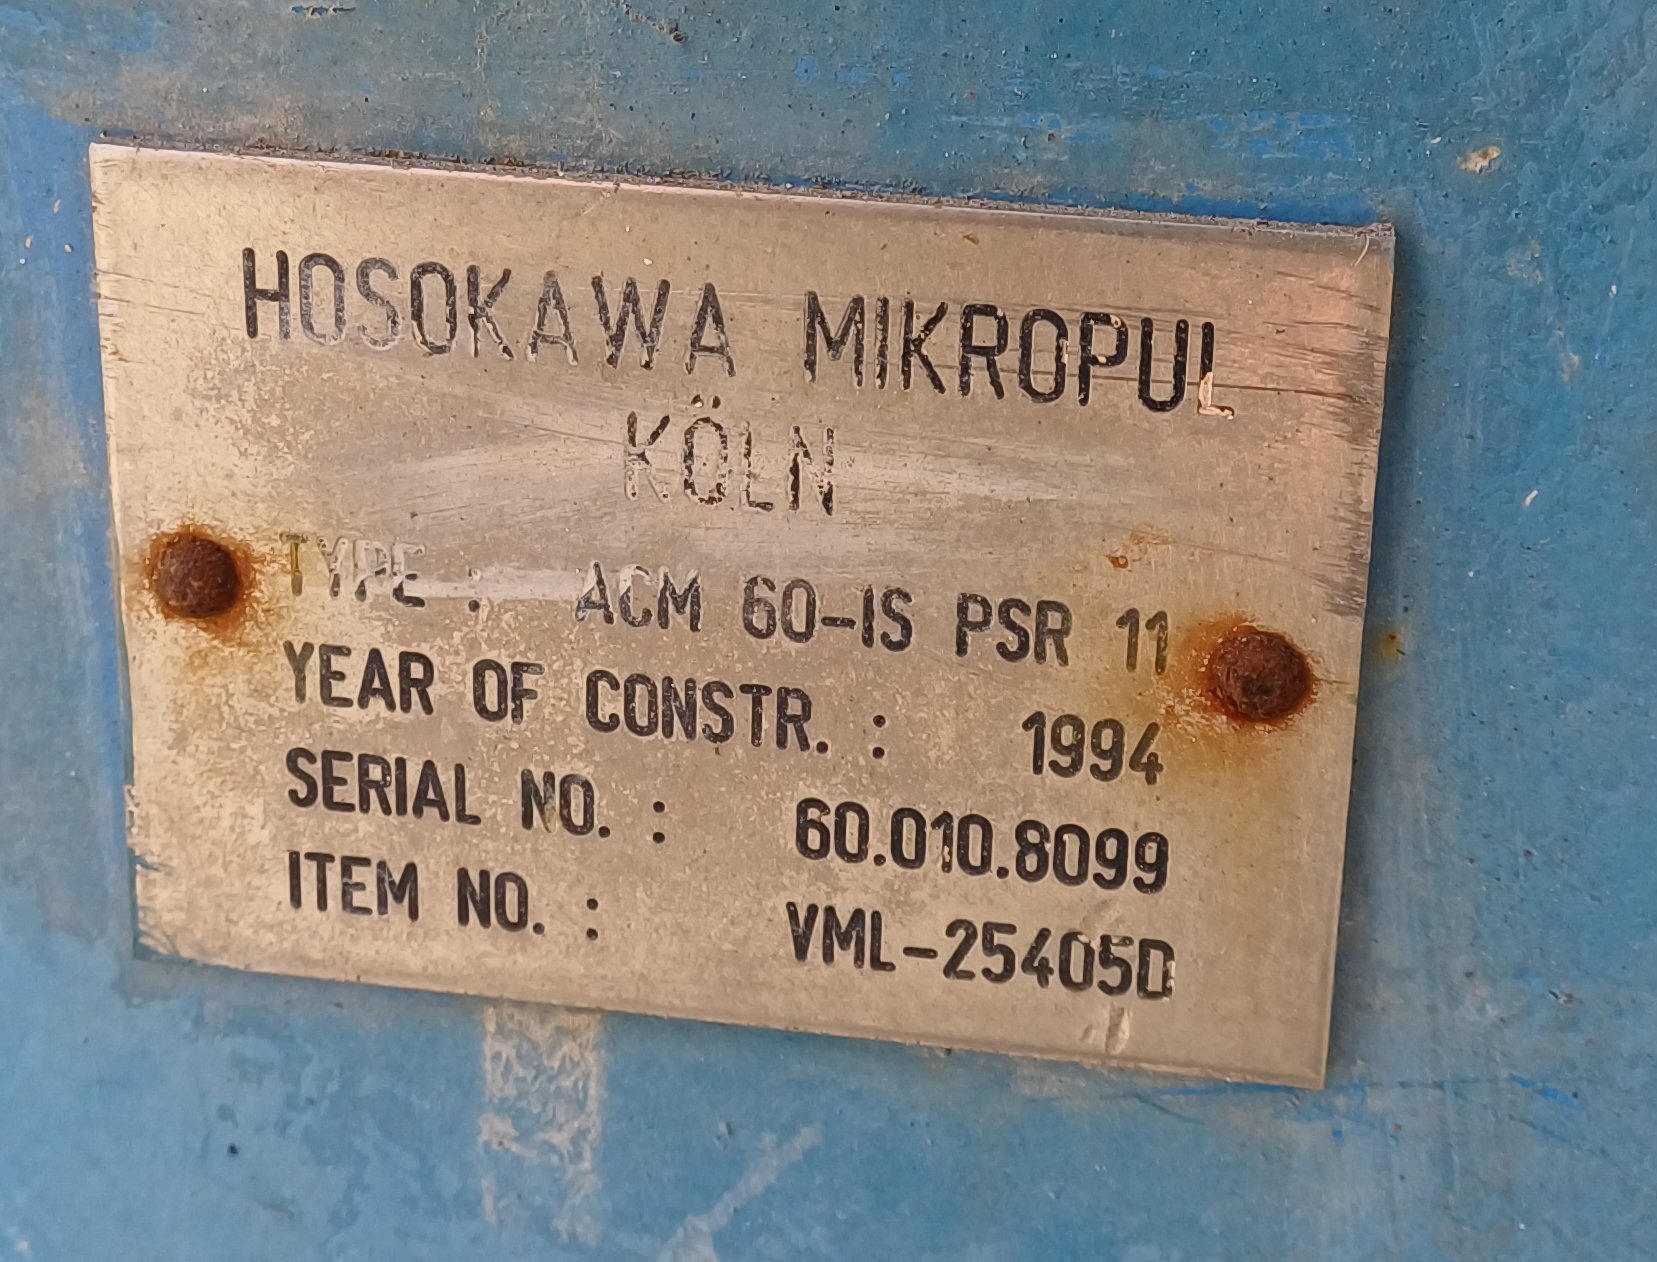 HOSOKAWA MIKROPUL
KÖLN
TYPE : ACM 60-IS PSR 11
YEAR OF CONSTR. : 1994
SERIAL NO. : 60.010.8099
ITEM NO. : VML-25405D